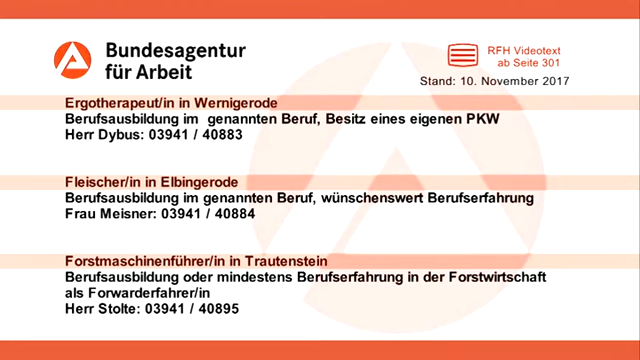 Bundesagentur
für Arbeit
RFH Videotext
ab Seite 301
Stand: 10. November 2017
Ergotherapeut/in in Wernigerode
Berufsausbildung im genannten Beruf, Besitz eines eigenen PKW
Herr Dybus: 03941 / 40883
Fleischer/in in Elbingerode
Berufsausbildung im genannten Beruf, wünschenswert Berufserfahrung
Frau Meisner: 03941 / 40884
Forstmaschinenführer/in in Trautenstein
Berufsausbildung oder mindestens Berufserfahrung in der Forstwirtschaft
als Forwarderfahrer/in
Herr Stolte: 03941 / 40895